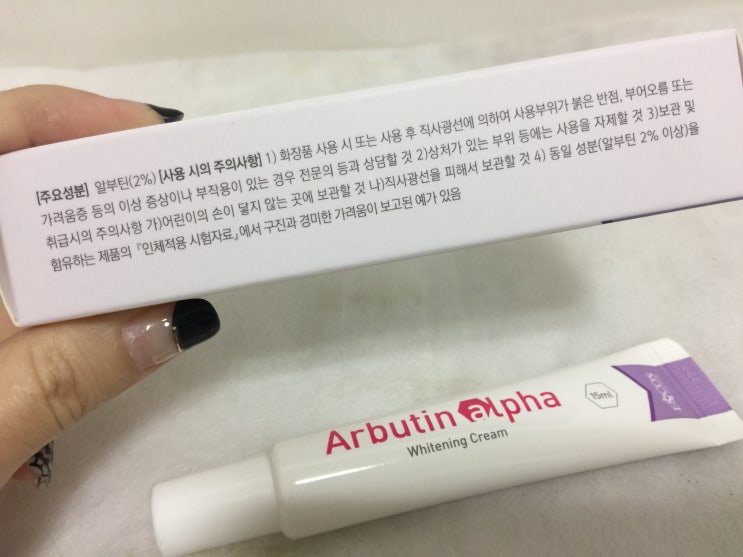 [주요성분] 알부틴(2%) [사용 시의 주의사항] 1) 화장품 사용 시 또는 사용 후 직사광선에 의하여 사용부위가 붉은 반점, 부어오름 또는
가려움증 등의 이상 증상이나 부작용이 있는 경우 전문의 등과 상담할 것 2)상처가 있는 부위 등에는 사용을 자제할 것 3)보관 및
취급시의 주의사항 가)어린이의 손이 닿지 않는 곳에 보관할 것 나)직사광선을 피해서 보관할 것 4) 동일 성분(알부틴 2% 이상)을
함유하는 제품의 『인체적용 시험자료』에서 구진과 경미한 가려움이 보고된 예가 있음
Arbutin alpha
Whitening Cream
15ml